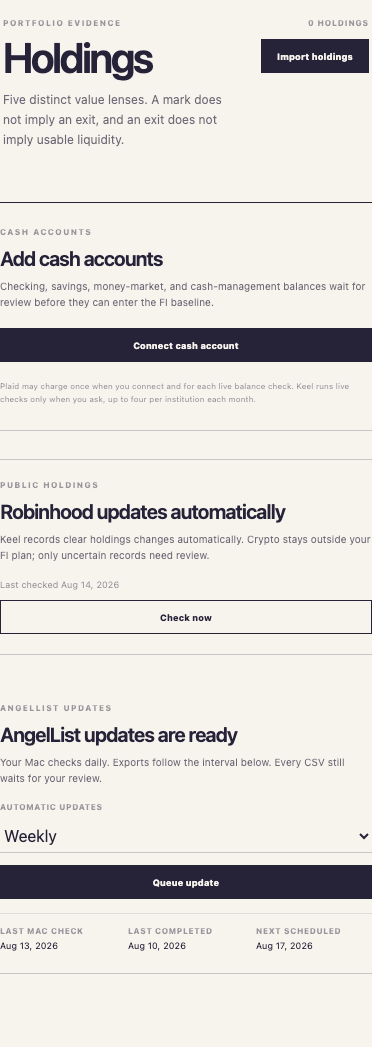 PORTFOLIO EVIDENCE
0 HOLDINGS
Holdings
Import holdings
Five distinct value lenses. A mark does
not imply an exit, and an exit does not
imply usable liquidity.
CASH ACCOUNTS
Add cash accounts
Checking, savings, money-market, and cash-management balances wait for
review before they can enter the FI baseline.
Connect cash account
Plaid may charge once when you connect and for each live balance check. Keel runs live
checks only when you ask, up to four per institution each month.
PUBLIC HOLDINGS
Robinhood updates automatically
Keel records clear holdings changes automatically. Crypto stays outside your
FI plan; only uncertain records need review.
Last checked Aug 14, 2026
Check now
ANGELLIST UPDATES
AngelList updates are ready
Your Mac checks daily. Exports follow the interval below. Every CSV still
waits for your review.
AUTOMATIC UPDATES
Weekly
Queue update
LAST MAC CHECK
Aug 13, 2026
LAST COMPLETED
Aug 10, 2026
NEXT SCHEDULED
Aug 17, 2026